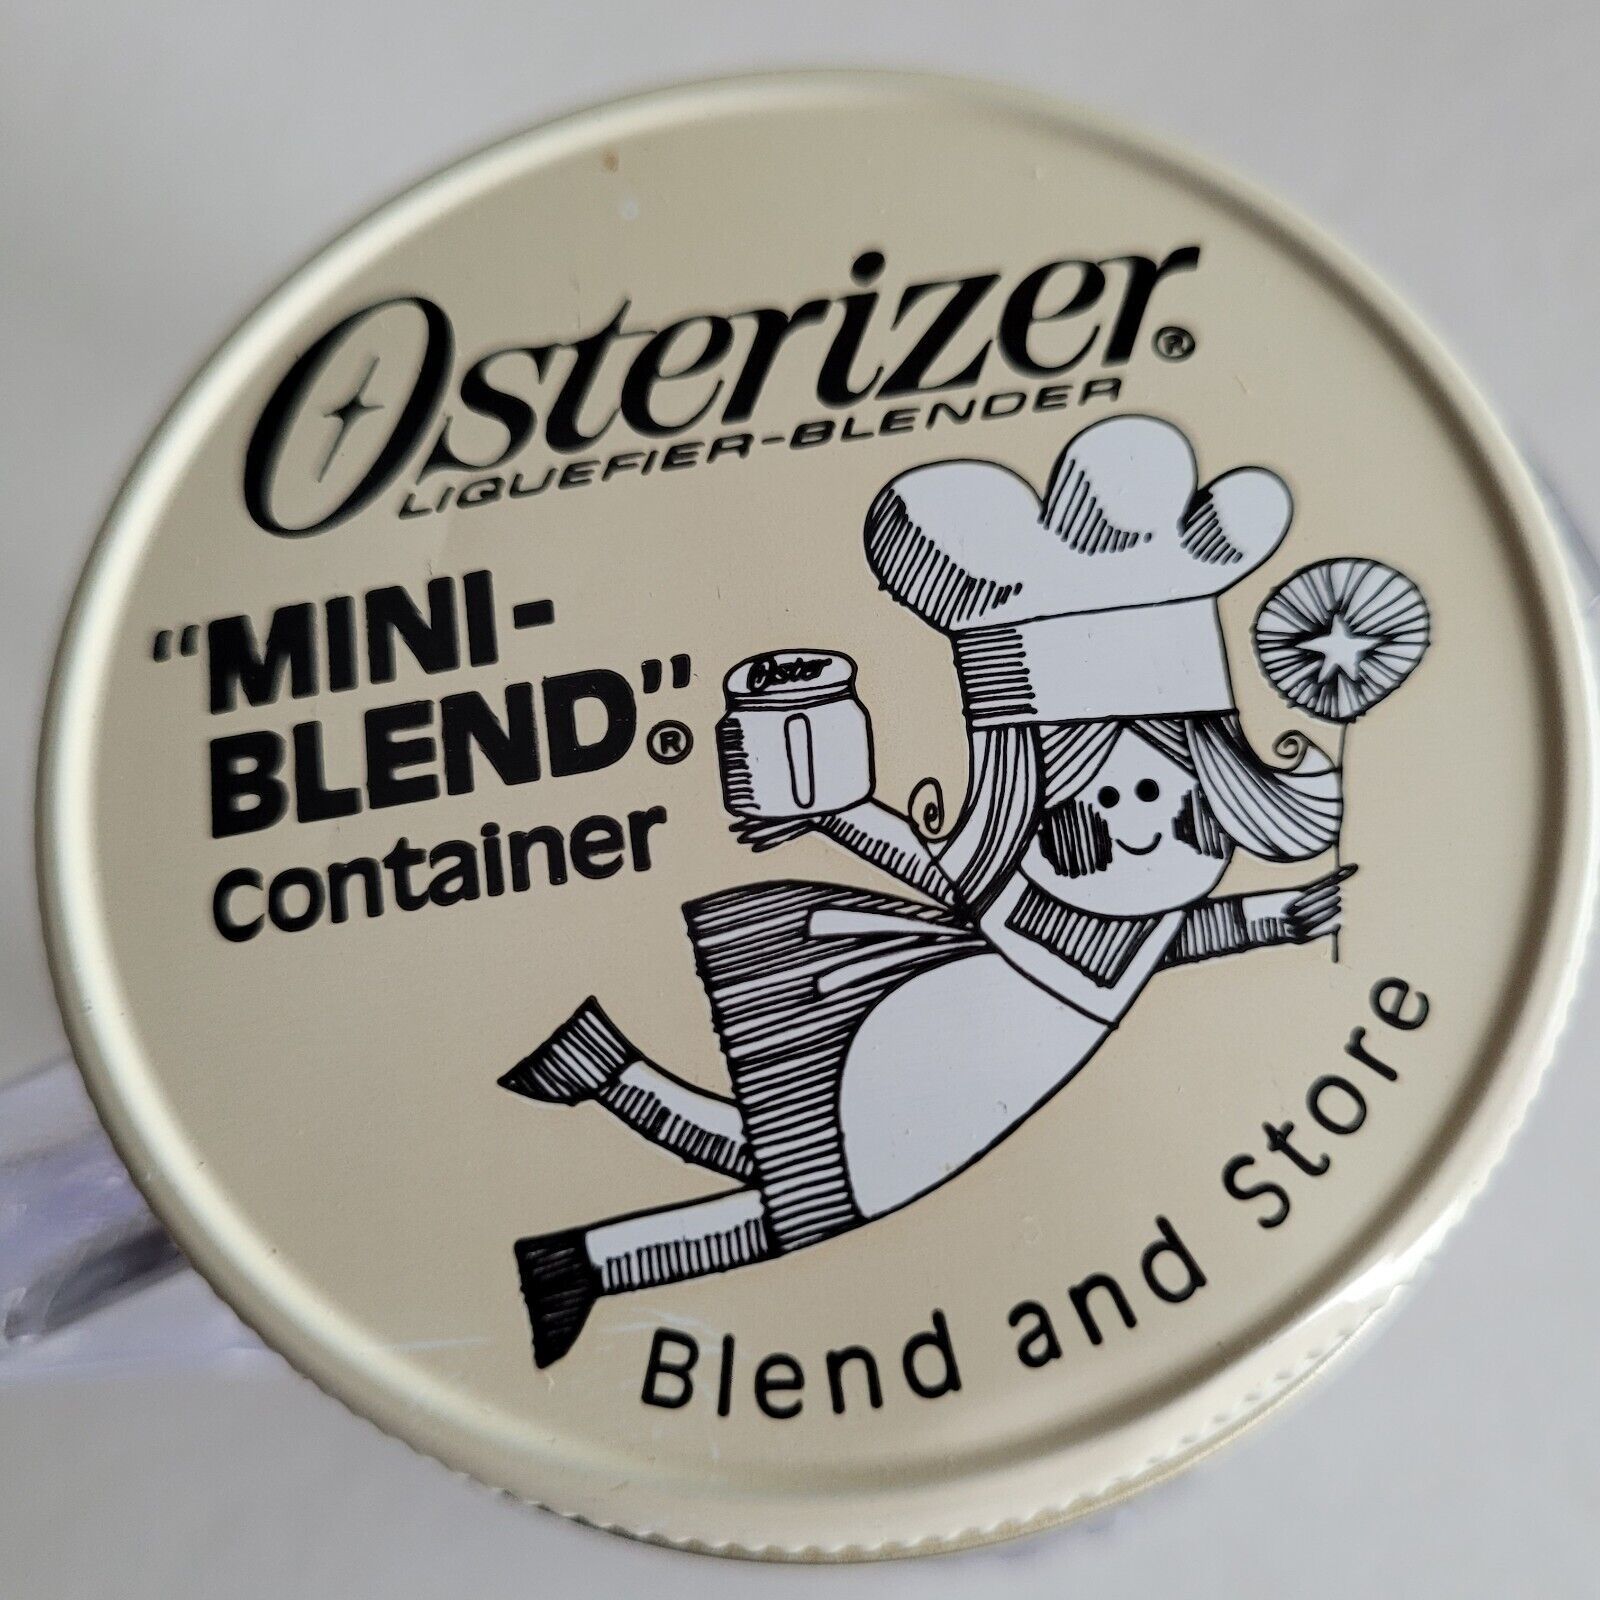 Osterizer®
LIQUEFIER-BLENDER
"MINI-
BLEND"®
container
Oster
Blend and Store